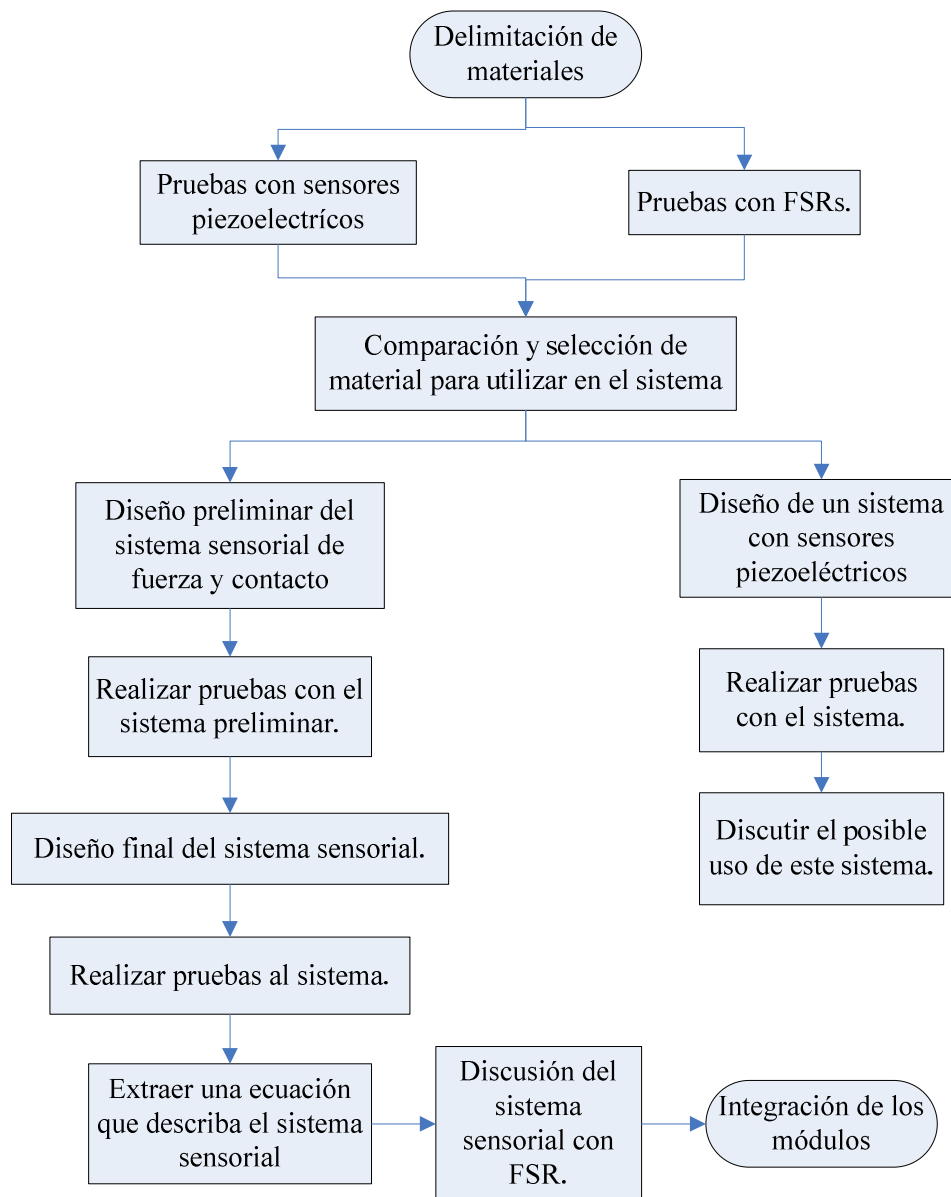 Delimitación de
materiales
Pruebas con sensores
piezoelectrícos
Pruebas con FSRs.
Comparación y selección de
material para utilizar en el sistema
Diseño preliminar del
sistema sensorial de
fuerza y contacto
Diseño de un sistema
con sensores
piezoeléctricos
Realizar pruebas con el
sistema preliminar.
Realizar pruebas
con el sistema.
Diseño final del sistema sensorial.
Discutir el posible
uso de este sistema.
Realizar pruebas al sistema.
Extraer una ecuación
que describa el sistema
sensorial
Discusión del
sistema
sensorial con
FSR.
Integración de los
módulos